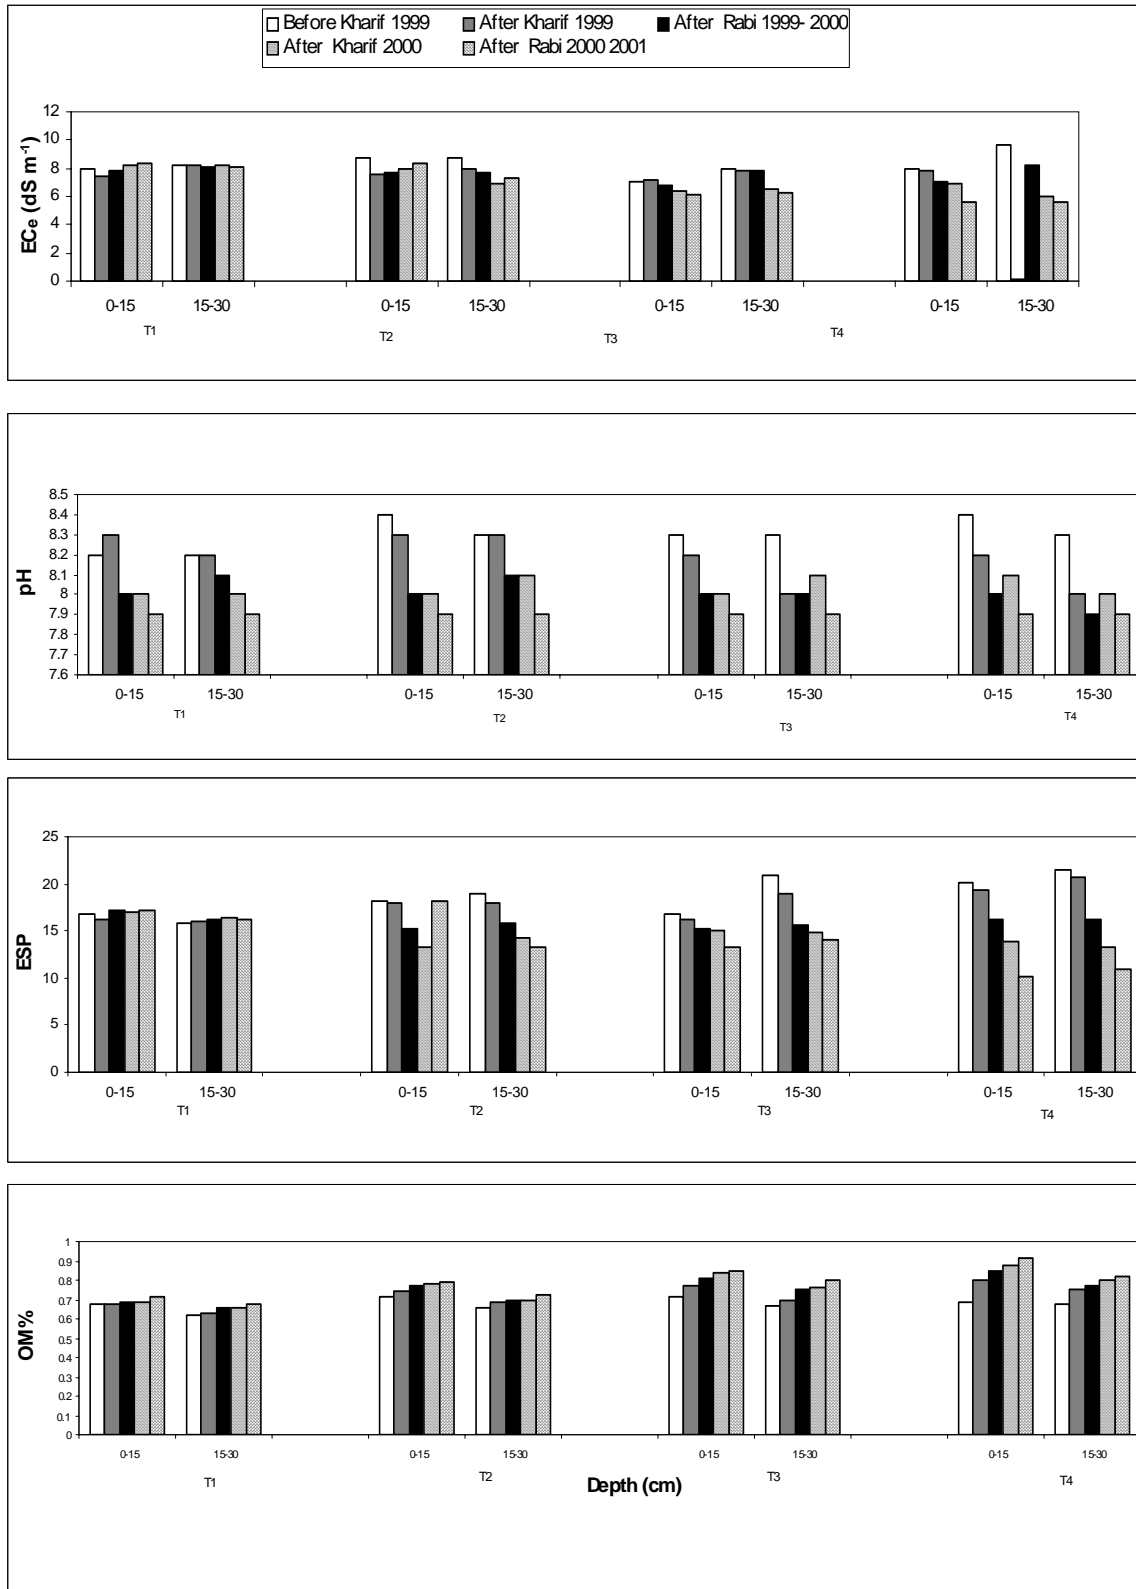 Before Kharif 1999 After Kharif 1999 After Rabi 1999- 2000
After Kharif 2000 After Rabi 2000 2001
ECe (dS m-1)
12
10
8
6
4
2
0
0-15 15-30 0-15 15-30 0-15 15-30 0-15 15-30
T1 T2 T3 T4
pH
8.5
8.4
8.3
8.2
8.1
8
7.9
7.8
7.7
7.6
0-15 15-30 0-15 15-30 0-15 15-30 0-15 15-30
T1 T2 T3 T4
ESP
25
20
15
10
5
0
0-15 15-30 0-15 15-30 0-15 15-30 0-15 15-30
T1 T2 T3 T4
OM%
1
0.9
0.8
0.7
0.6
0.5
0.4
0.3
0.2
0.1
0
0-15 15-30 0-15 15-30 0-15 15-30 0-15 15-30
T1 T2 T3 T4
Depth (cm)